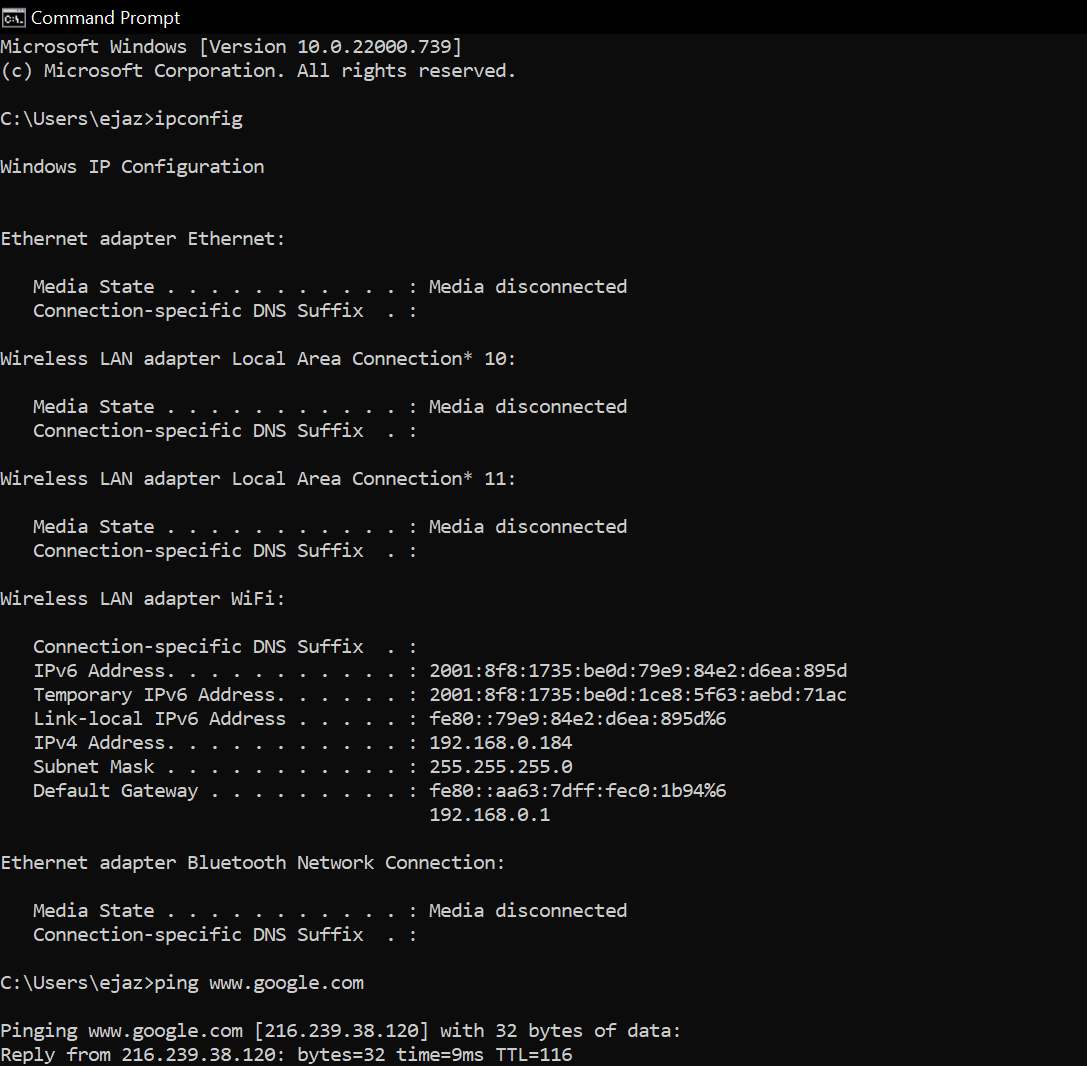 Command Prompt
Microsoft Windows [Version 10.0.22000.739]
(c) Microsoft Corporation. All rights reserved.
C:\Users\ejaz>ipconfig
Windows IP Configuration
Ethernet adapter Ethernet:
   Media State . . . . . . . . . . . : Media disconnected
   Connection-specific DNS Suffix  . :
Wireless LAN adapter Local Area Connection* 10:
   Media State . . . . . . . . . . . : Media disconnected
   Connection-specific DNS Suffix  . :
Wireless LAN adapter Local Area Connection* 11:
   Media State . . . . . . . . . . . : Media disconnected
   Connection-specific DNS Suffix  . :
Wireless LAN adapter WiFi:
   Connection-specific DNS Suffix  . :
   IPv6 Address. . . . . . . . . . . : 2001:8f8:1735:be0d:79e9:84e2:d6ea:895d
   Temporary IPv6 Address. . . . . . : 2001:8f8:1735:be0d:1ce8:5f63:aebd:71ac
   Link-local IPv6 Address . . . . . : fe80::79e9:84e2:d6ea:895d%6
   IPv4 Address. . . . . . . . . . . : 192.168.0.184
   Subnet Mask . . . . . . . . . . . : 255.255.255.0
   Default Gateway . . . . . . . . . : fe80::aa63:7dff:fec0:1b94%6
                                       192.168.0.1
Ethernet adapter Bluetooth Network Connection:
   Media State . . . . . . . . . . . : Media disconnected
   Connection-specific DNS Suffix  . :
C:\Users\ejaz>ping www.google.com
Pinging www.google.com [216.239.38.120] with 32 bytes of data:
Reply from 216.239.38.120: bytes=32 time=9ms TTL=116